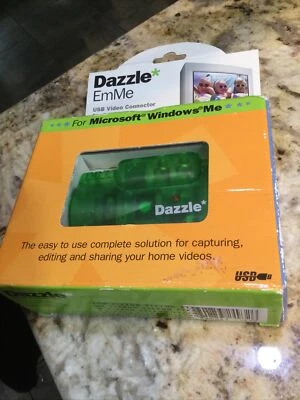 Dazzle*
EmMe
USB Video Connector
*** For Microsoft® Windows® Me ***
Dazzle*
The easy to use complete solution for capturing,
editing and sharing your home videos.
USB
Dazzle*